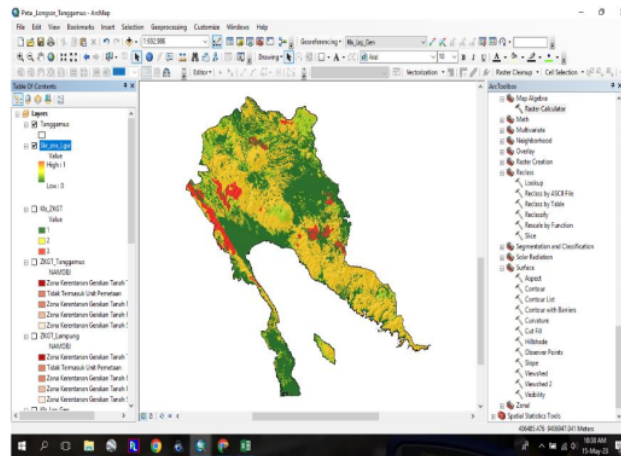 Peta_Longsor_Tanggamus - ArcMap
File Edit View Bookmarks Insert Selection Geoprocessing Customize Windows Help
1:692,986
Georeferencing
Drawing
Arial
10
B I U
Editor
Vectorization
Raster Cleanup
Cell Selection
Table Of Contents
Layers
Tanggamus
Value
High : 1
Low : 0
Kls_ZKGT
Value
1
2
3
ZKGT_Tanggamus
NAMOBJ
Zona Kerentanan Gerakan Tanah
Tidak Termasuk Unit Pemetaan
Zona Kerentanan Gerakan Tanah
Zona Kerentanan Gerakan Tanah
Zona Kerentanan Gerakan Tanah
ZKGT_Lampung
NAMOBJ
Zona Kerentanan Gerakan Tanah
Tidak Termasuk Unit Pemetaan
Zona Kerentanan Gerakan Tanah
Zona Kerentanan Gerakan Tanah
Zona Kerentanan Gerakan Tanah
ArcToolbox
Map Algebra
Raster Calculator
Math
Multivariate
Neighborhood
Overlay
Raster Creation
Reclass
Lookup
Reclass by ASCII File
Reclass by Table
Reclassify
Rescale by Function
Slice
Segmentation and Classification
Solar Radiation
Surface
Aspect
Contour
Contour List
Contour with Barriers
Curvature
Cut Fill
Hillshade
Observer Points
Slope
Viewshed
Viewshed 2
Visibility
Zonal
Spatial Statistics Tools
Meters
AM
15-May-23